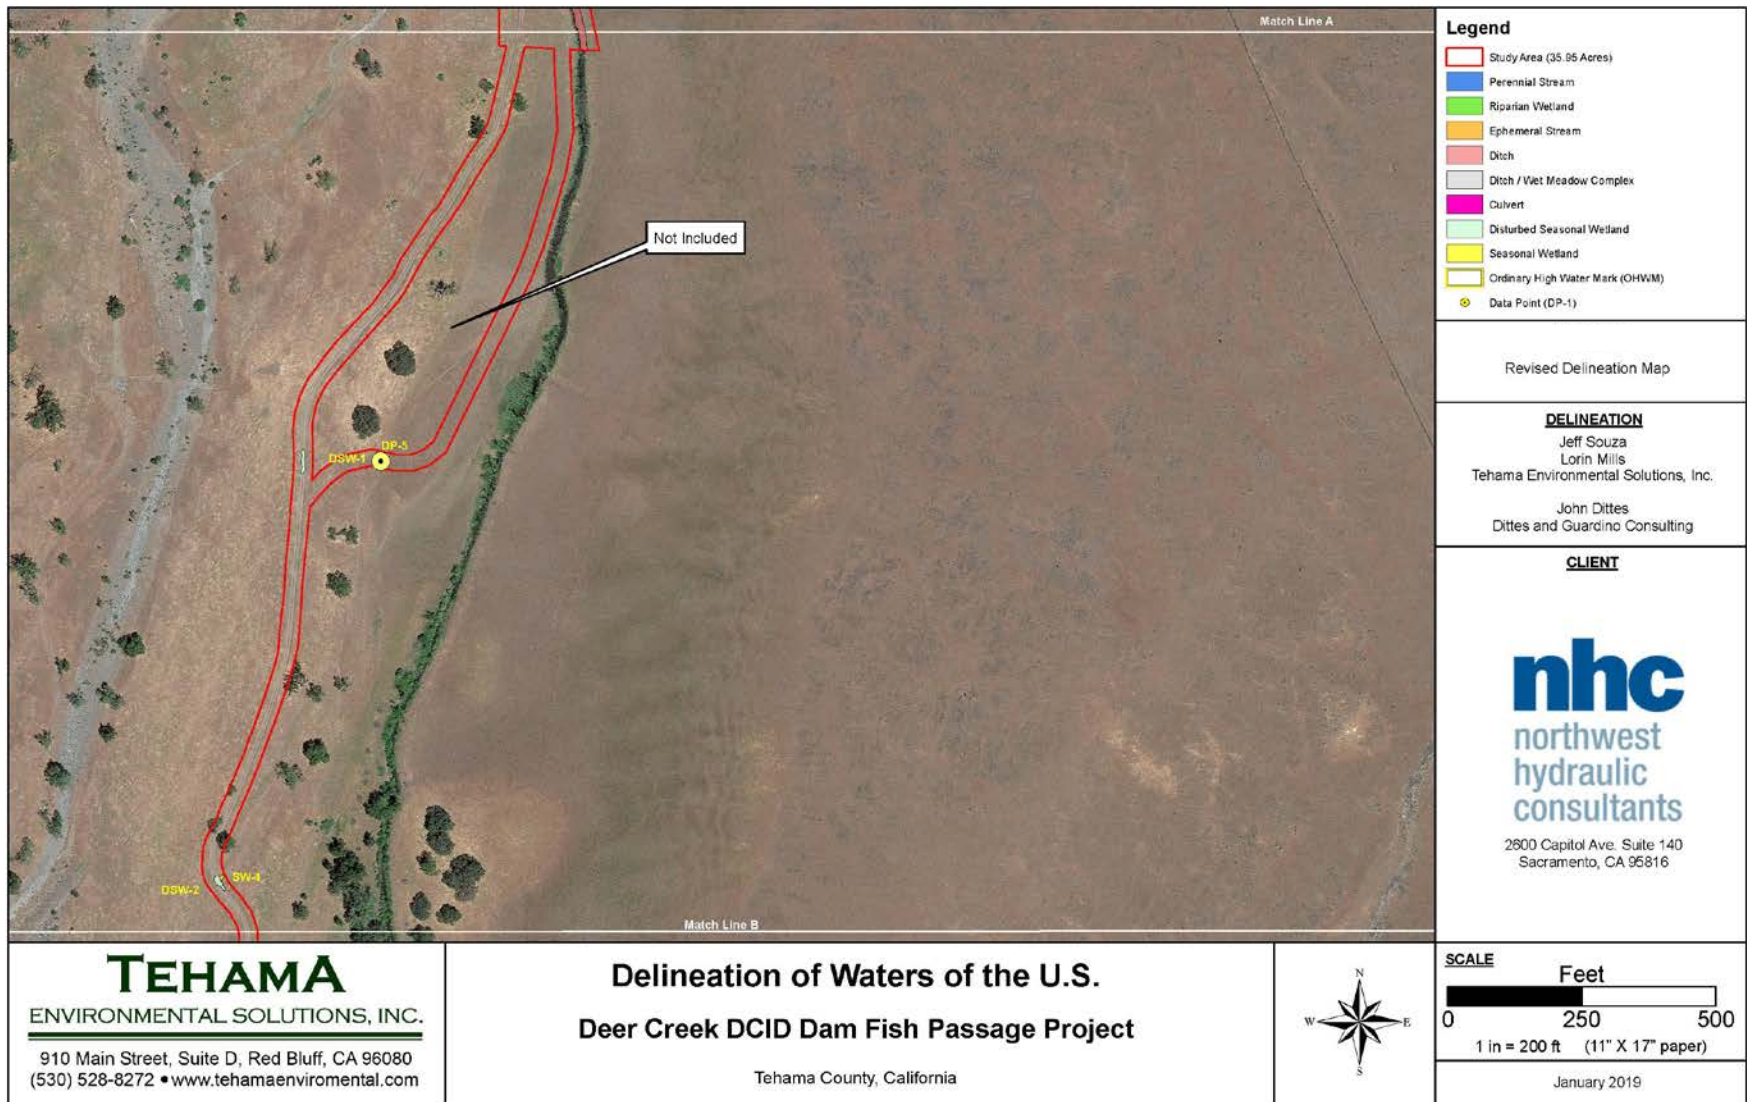 Match Line A
Not Included
DP-5
DSW-1
DSW-2
SW-4
Match Line B
Legend
Study Area (35.95 Acres)
Perennial Stream
Riparian Wetland
Ephemeral Stream
Ditch
Ditch / Wet Meadow Complex
Culvert
Disturbed Seasonal Wetland
Seasonal Wetland
Ordinary High Water Mark (OHWM)
Data Point (DP-1)
Revised Delineation Map
DELINEATION
Jeff Souza
Lorin Mills
Tehama Environmental Solutions, Inc.
John Dittes
Dittes and Guardino Consulting
CLIENT
nhc
northwest
hydraulic
consultants
2600 Capitol Ave. Suite 140
Sacramento, CA 95816
TEHAMA
ENVIRONMENTAL SOLUTIONS, INC.
910 Main Street, Suite D, Red Bluff, CA 96080
(530) 528-8272 • www.tehamaenviromental.com
Delineation of Waters of the U.S.
Deer Creek DCID Dam Fish Passage Project
Tehama County, California
N
W E
S
SCALE
Feet
0 250 500
1 in = 200 ft (11" X 17" paper)
January 2019